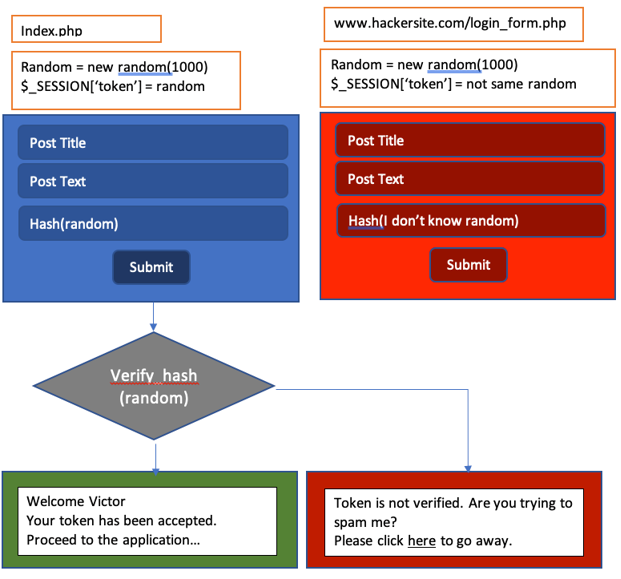 Index.php
Random = new random(1000)
$_SESSION[‘token’] = random
Post Title
Post Text
Hash(random)
Submit
www.hackersite.com/login_form.php
Random = new random(1000)
$_SESSION[‘token’] = not same random
Post Title
Post Text
Hash(I don’t know random)
Submit
Verify_hash
(random)
Welcome Victor
Your token has been accepted.
Proceed to the application…
Token is not verified. Are you trying to
spam me?
Please click here to go away.